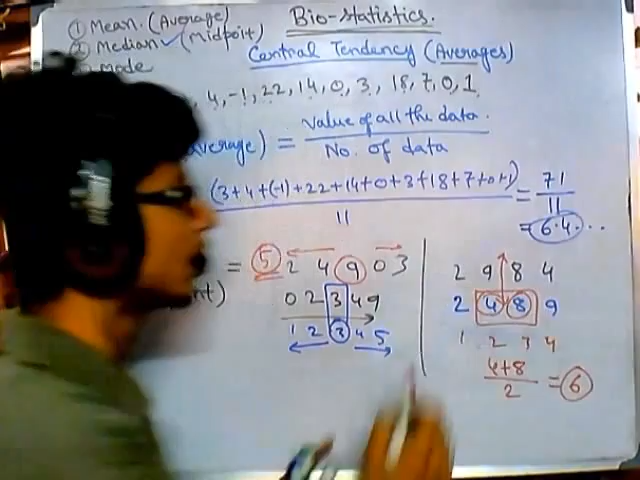 Bio-statistics.
① Mean. (Average)
② Median ✓ (Midpoint)
Mode
Central Tendency (Averages)
, 4, -1, 22, 14, 0, 3, 18, 7, 0, 1
average) = Value of all the data.
No. of data
(3+4+(-1)+22+14+0+3+18+7+0+1) = 71
11 11
= 6.4...
= ⑤ 2 4 9 0 3
0 2 3 4 9
1 2 3 4 5
nt)
2 9 8 4
2 4 8 9
1 2 3 4
4+8 = 6
2